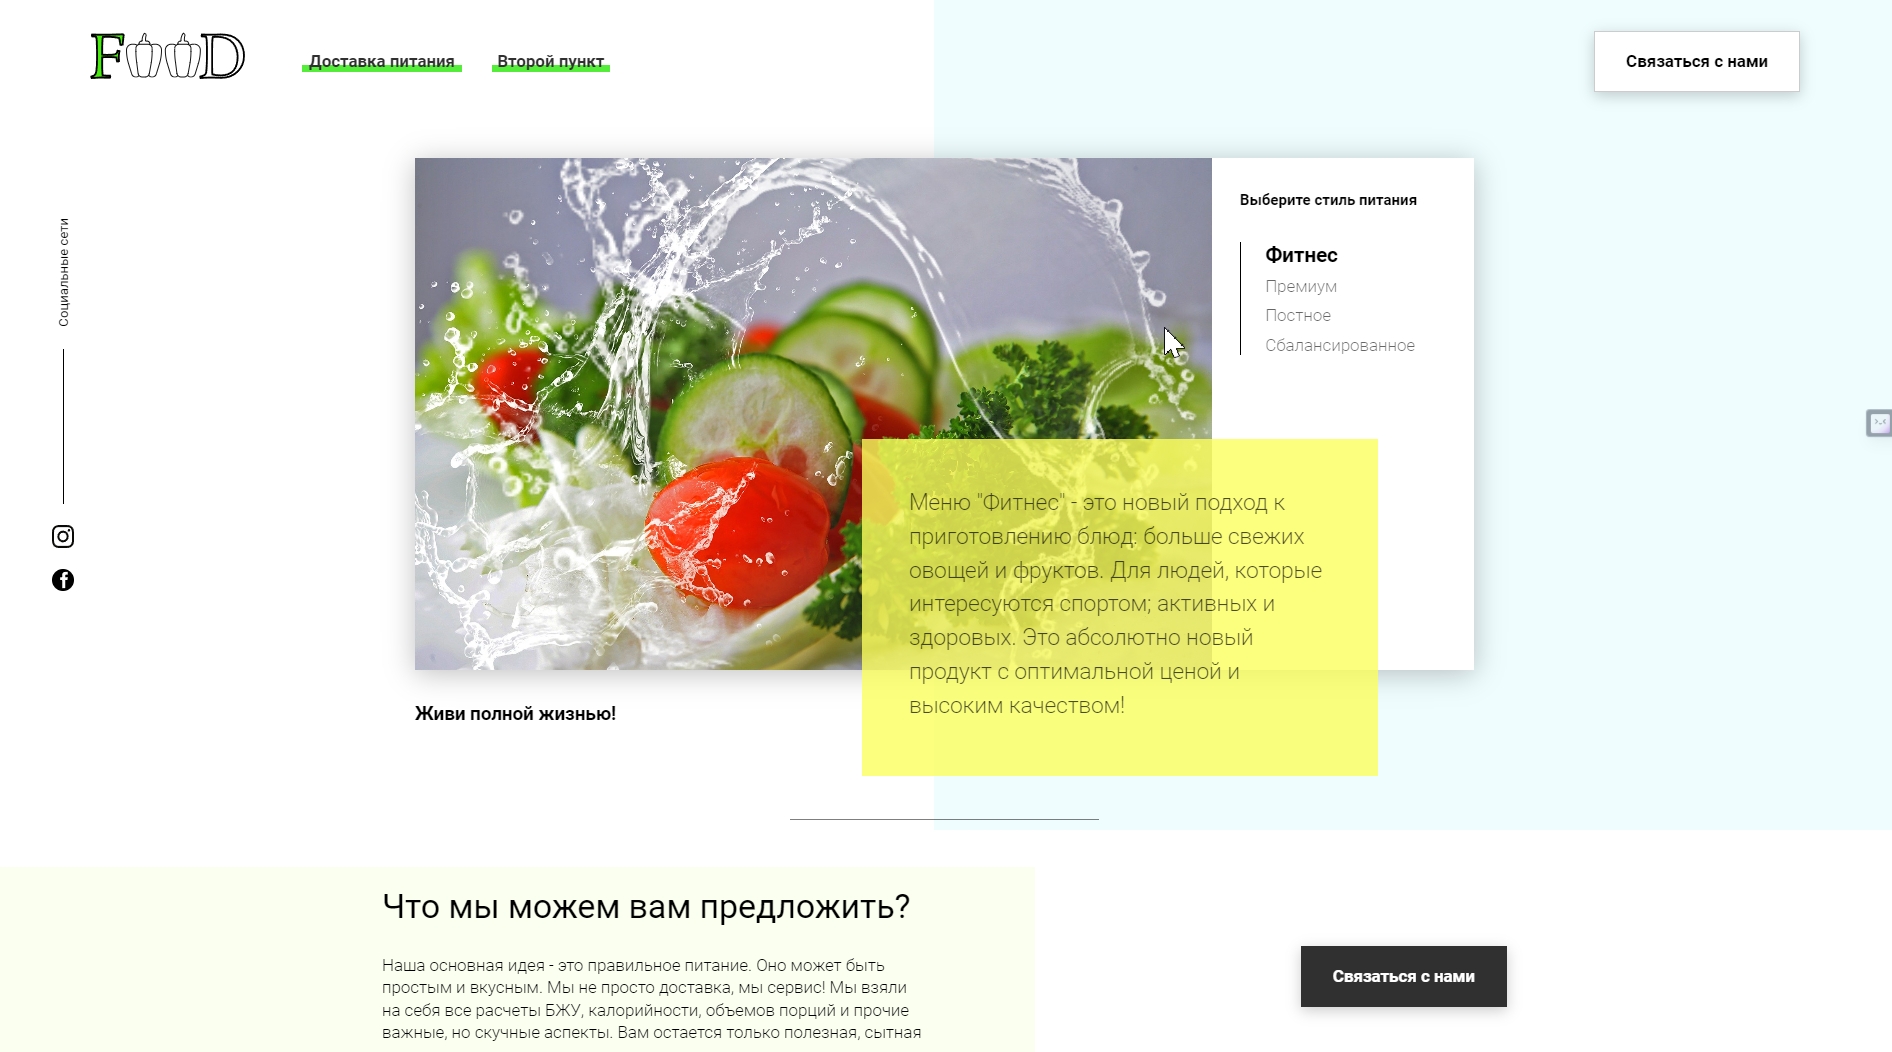 FOOD
Доставка питания
Второй пункт
Связаться с нами
Социальные сети
Выберите стиль питания
Фитнес
Премиум
Постное
Сбалансированное
Меню "Фитнес" - это новый подход к
приготовлению блюд: больше свежих
овощей и фруктов. Для людей, которые
интересуются спортом; активных и
здоровых. Это абсолютно новый
продукт с оптимальной ценой и
высоким качеством!
Живи полной жизнью!
Что мы можем вам предложить?
Наша основная идея - это правильное питание. Оно может быть
простым и вкусным. Мы не просто доставка, мы сервис! Мы взяли
на себя все расчеты БЖУ, калорийности, объемов порций и прочие
важные, но скучные аспекты. Вам остается только полезная, сытная
Связаться с нами